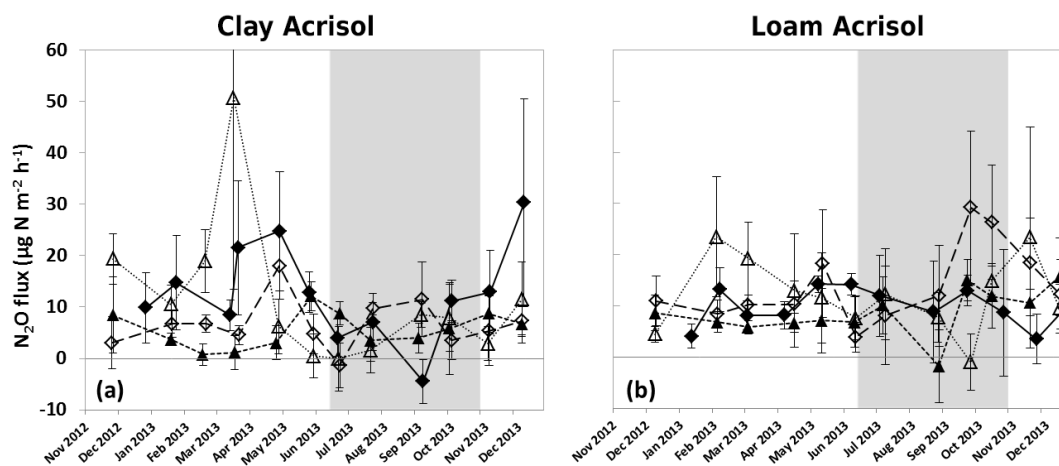 Clay Acrisol
Loam Acrisol
N₂O flux (µg N m⁻² h⁻¹)
60
50
40
30
20
10
0
-10
(a)
(b)
Nov 2012
Dec 2012
Jan 2013
Feb 2013
Mar 2013
Apr 2013
May 2013
Jun 2013
Jul 2013
Aug 2013
Sep 2013
Oct 2013
Nov 2013
Dec 2013
Nov 2012
Dec 2012
Jan 2013
Feb 2013
Mar 2013
Apr 2013
May 2013
Jun 2013
Jul 2013
Aug 2013
Sep 2013
Oct 2013
Nov 2013
Dec 2013